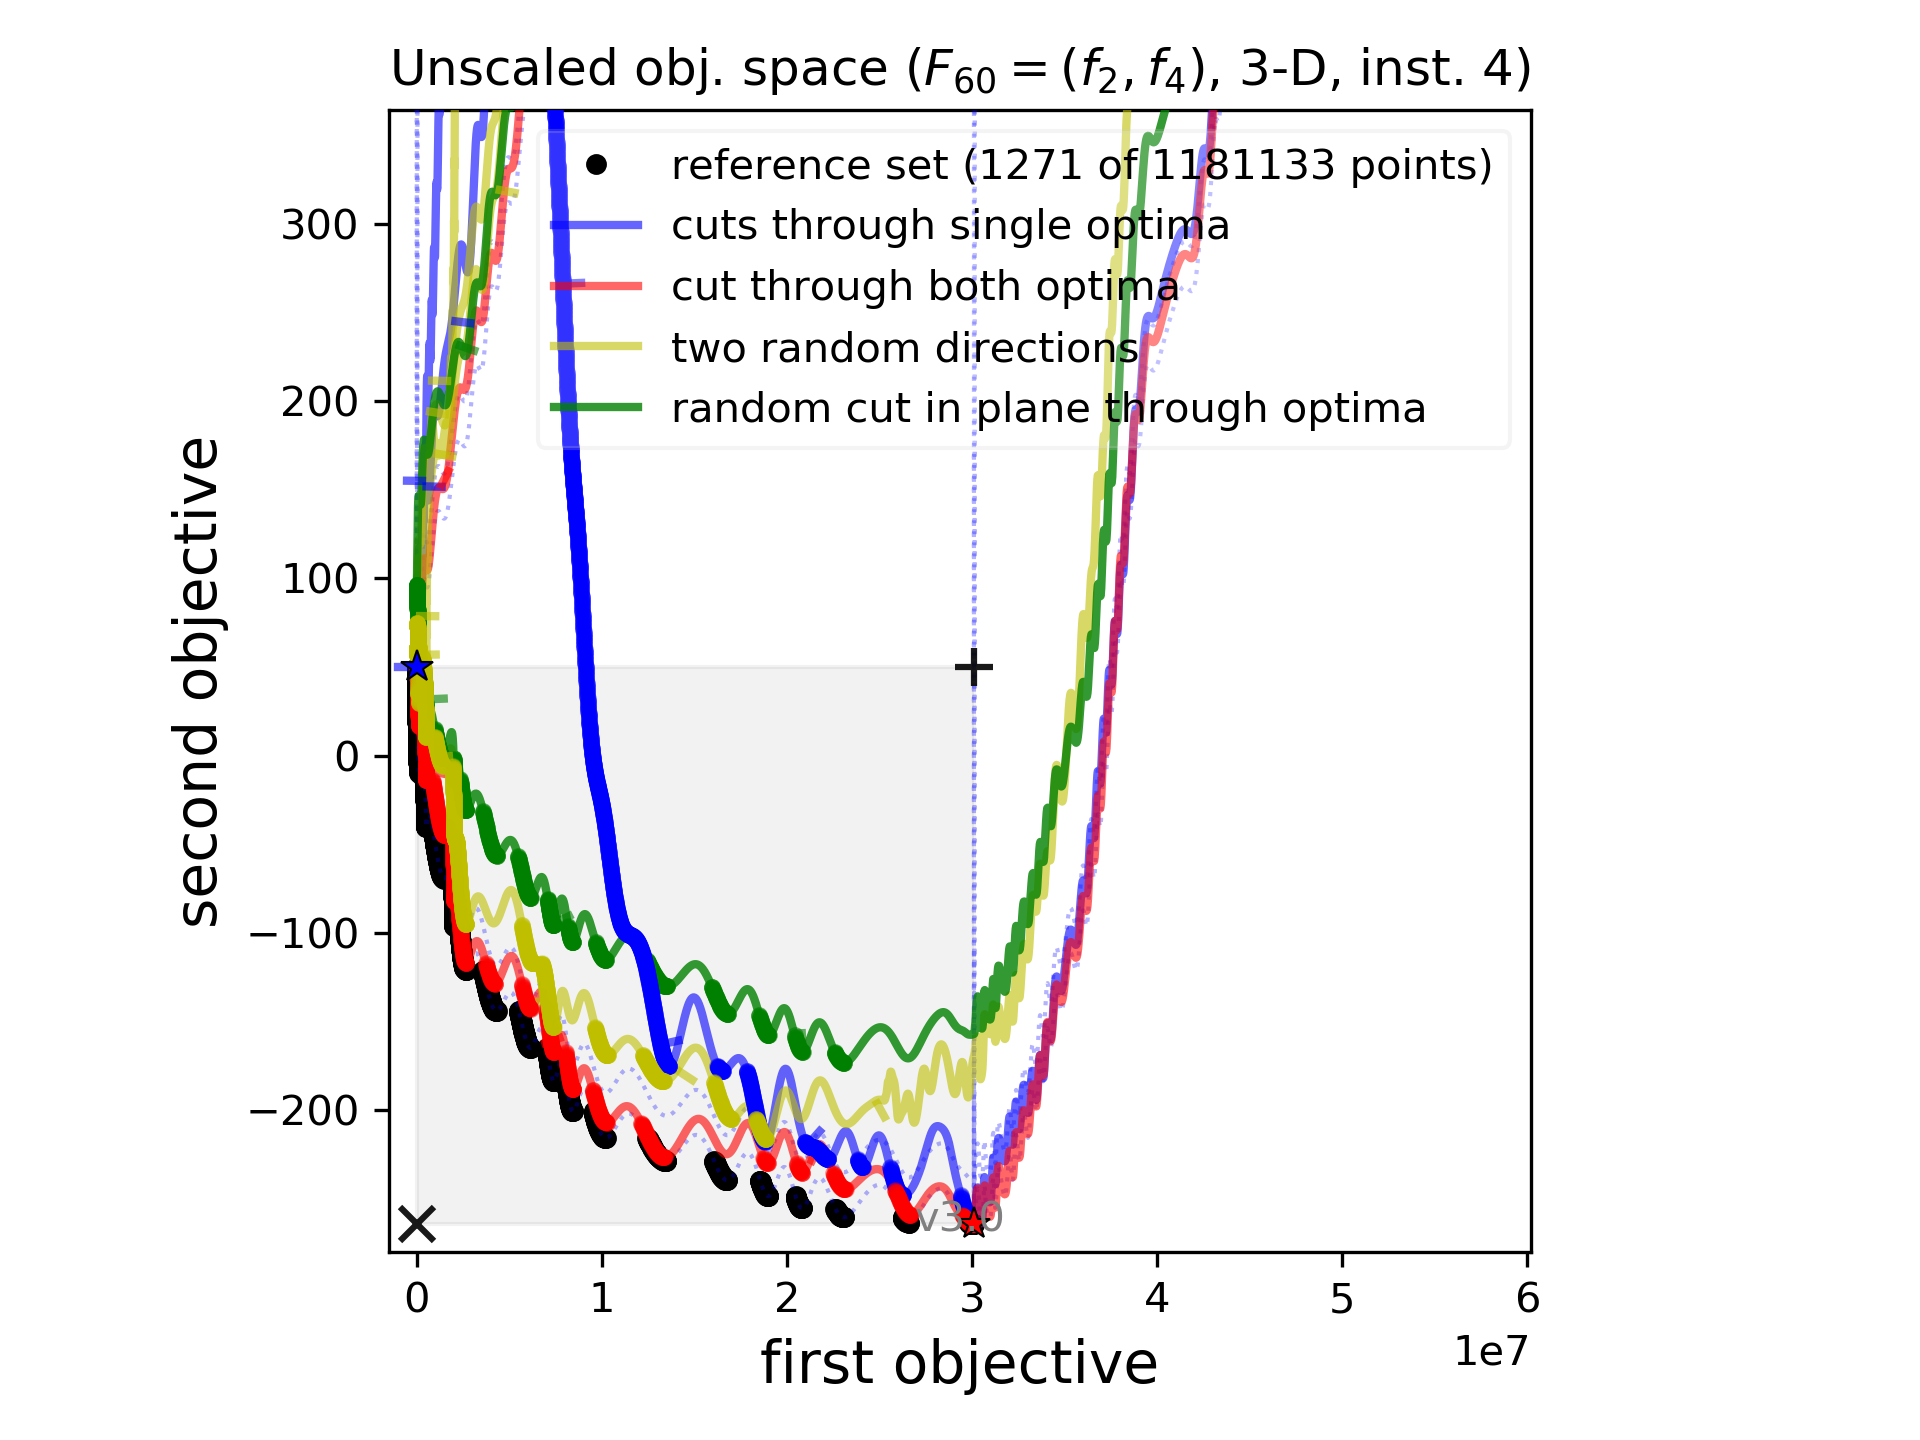 Unscaled obj. space (F60 = (f2, f4), 3-D, inst. 4)
reference set (1271 of 1181133 points)
cuts through single optima
cut through both optima
two random directions
random cut in plane through optima
300
200
100
0
−100
−200
second objective
v3.0
0 1 2 3 4 5 6
1e7
first objective